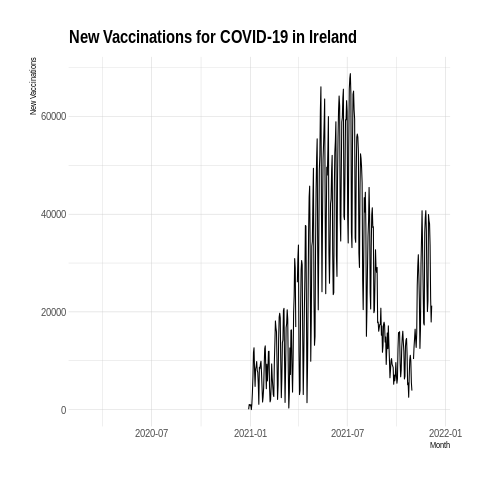 New Vaccinations for COVID-19 in Ireland
New Vaccinations
60000
40000
20000
0
2020-07
2021-01
2021-07
2022-01
Month